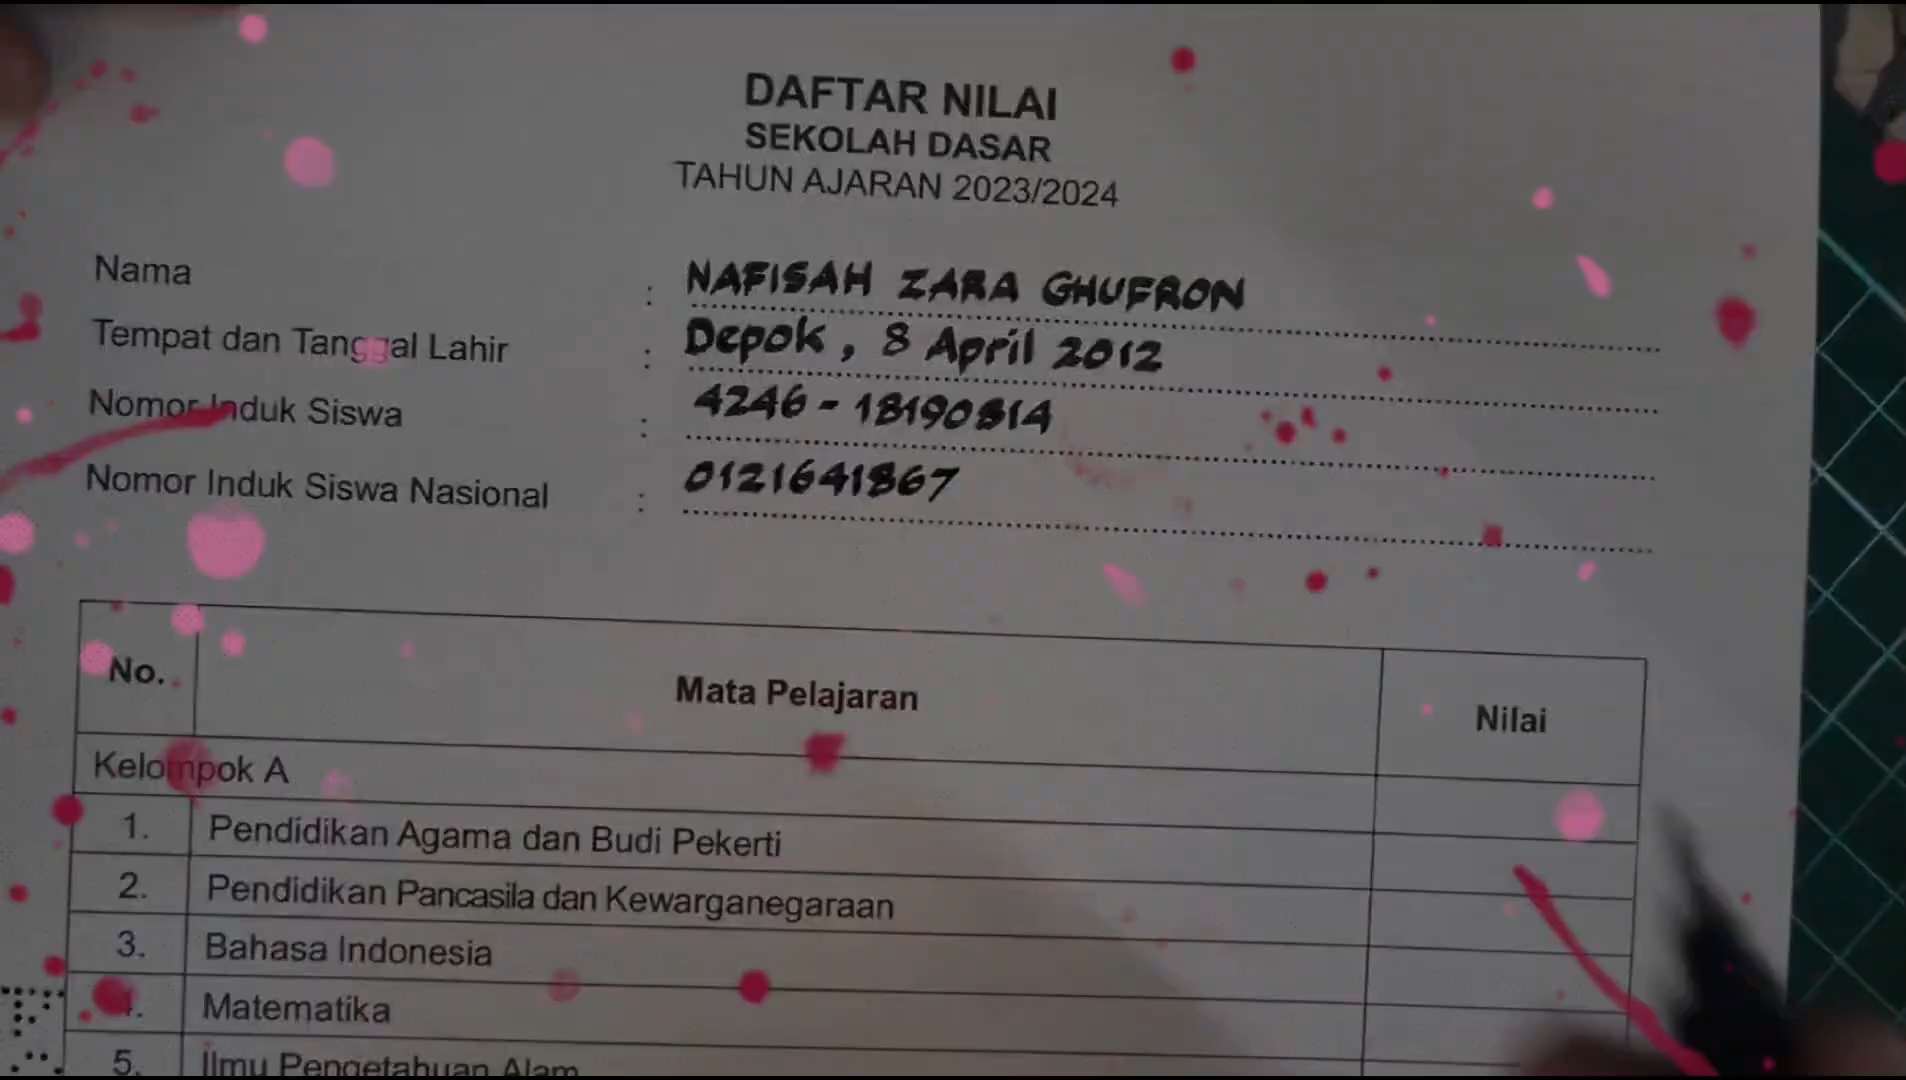 DAFTAR NILAI
SEKOLAH DASAR
TAHUN AJARAN 2023/2024
Nama : NAFISAH ZARA GHUFRON
Tempat dan Tanggal Lahir : Depok, 8 April 2012
Nomor Induk Siswa : 4246 - 18190814
Nomor Induk Siswa Nasional : 0121641867
No. Mata Pelajaran Nilai
Kelompok A
1. Pendidikan Agama dan Budi Pekerti
2. Pendidikan Pancasila dan Kewarganegaraan
3. Bahasa Indonesia
4. Matematika
5. Ilmu Pengetahuan Alam